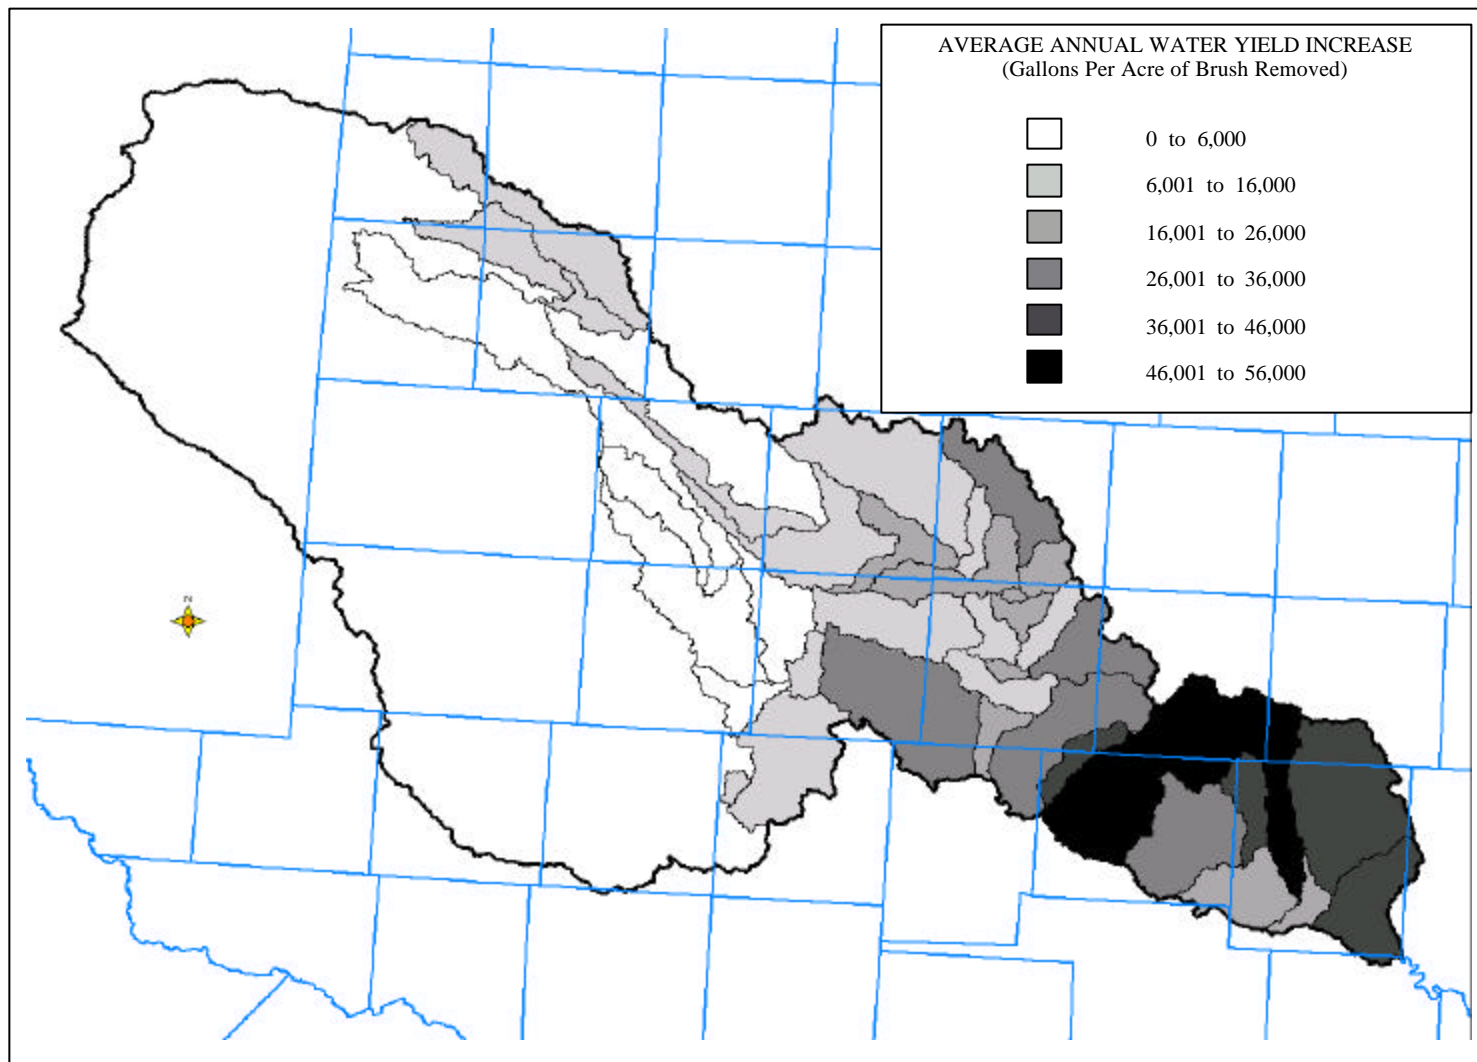 AVERAGE ANNUAL WATER YIELD INCREASE
(Gallons Per Acre of Brush Removed)
0 to 6,000
6,001 to 16,000
16,001 to 26,000
26,001 to 36,000
36,001 to 46,000
46,001 to 56,000
N